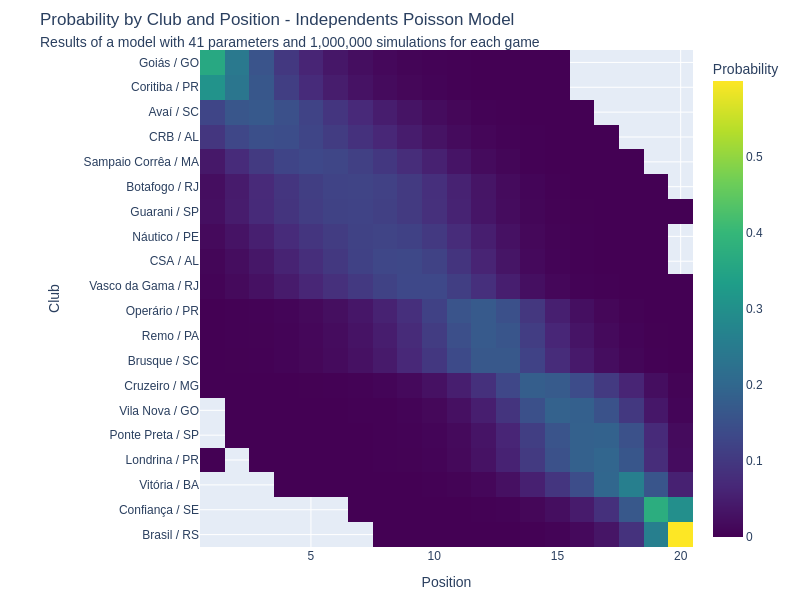 Probability by Club and Position - Independents Poisson Model
Results of a model with 41 parameters and 1,000,000 simulations for each game
Probability
Goiás / GO
Coritiba / PR
Avaí / SC
CRB / AL
Sampaio Corrêa / MA
Botafogo / RJ
Guarani / SP
Náutico / PE
CSA / AL
Vasco da Gama / RJ
Operário / PR
Remo / PA
Brusque / SC
Cruzeiro / MG
Vila Nova / GO
Ponte Preta / SP
Londrina / PR
Vitória / BA
Confiança / SE
Brasil / RS
Club
5
10
15
20
Position
0.5
0.4
0.3
0.2
0.1
0